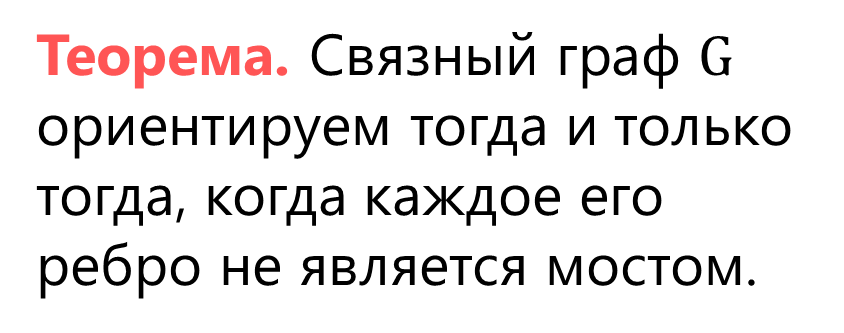 Теорема. Связный граф G
ориентируем тогда и только
тогда, когда каждое его
ребро не является мостом.